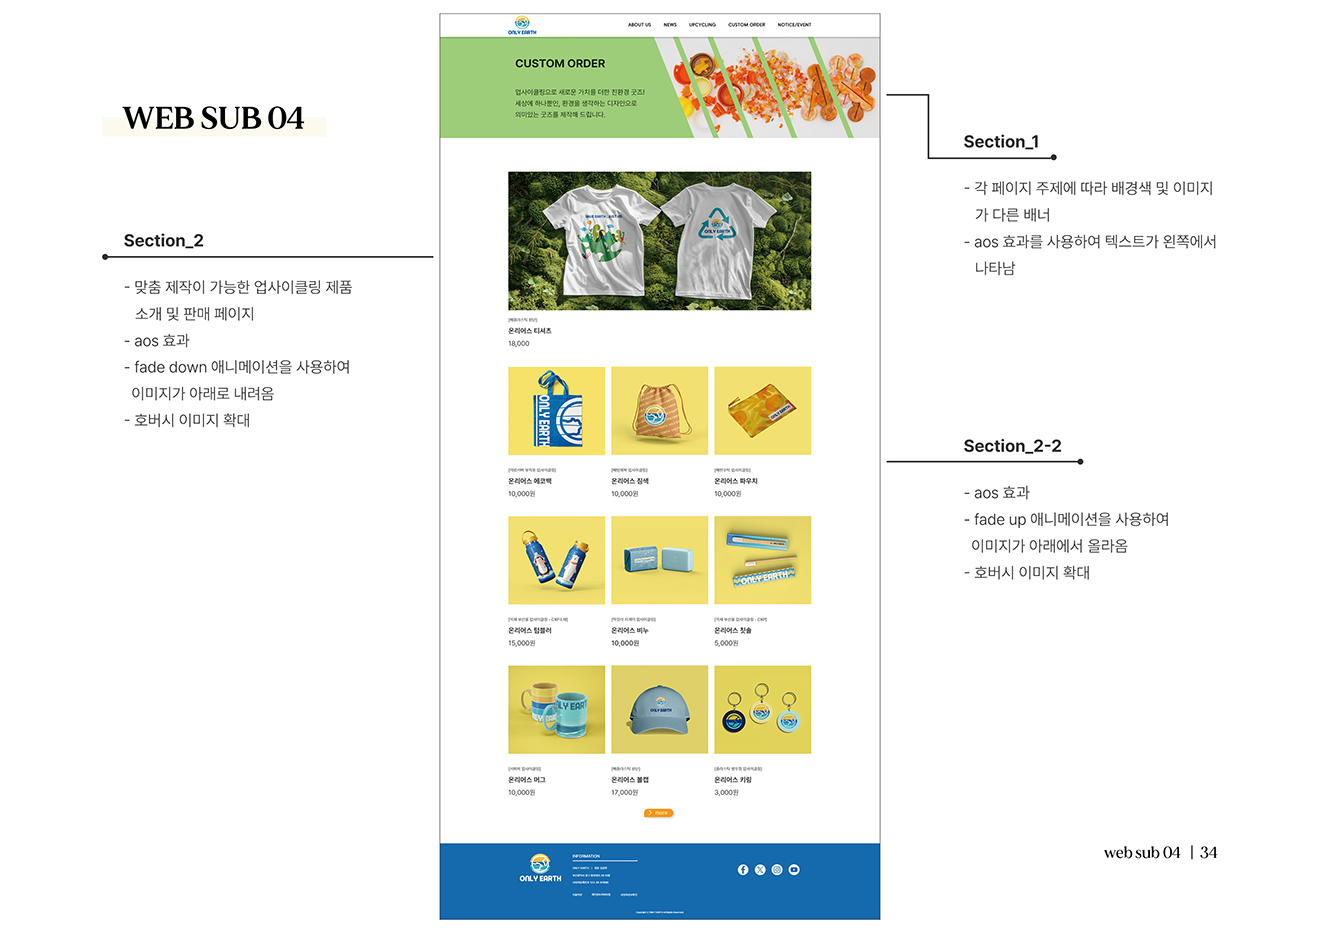 WEB SUB 04
Section_2
- 맞춤 제작이 가능한 업사이클링 제품
소개 및 판매 페이지
- aos 효과
- fade down 애니메이션을 사용하여
이미지가 아래로 내려옴
- 호버시 이미지 확대
ONLY EARTH
ABOUT US NEWS UPCYCLING CUSTOM ORDER NOTICE/EVENT
CUSTOM ORDER
업사이클링으로 새로운 가치를 더한 친환경 굿즈!
세상에 하나뿐인, 환경을 생각하는 디자인으로
의미있는 굿즈를 제작해 드립니다.
ONLY EARTH
온리어스 티셔츠
18,000
ONLY EARTH
ONLY EARTH
온리어스 에코백 온리어스 짐색 온리어스 파우치
10,000원 10,000원 10,000원
ONLY EARTH
온리어스 텀블러 온리어스 비누 온리어스 칫솔
15,000원 10,000원 5,000원
ONLY EARTH
온리어스 머그 온리어스 볼캡 온리어스 키링
10,000원 17,000원 3,000원
more
ONLY EARTH
INFORMATION
Section_1
- 각 페이지 주제에 따라 배경색 및 이미지
가 다른 배너
- aos 효과를 사용하여 텍스트가 왼쪽에서
나타남
Section_2-2
- aos 효과
- fade up 애니메이션을 사용하여
이미지가 아래에서 올라옴
- 호버시 이미지 확대
web sub 04 | 34